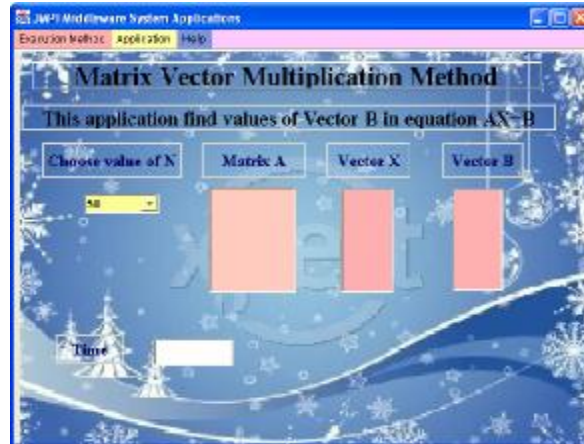 JMPI Middleware System Applications
Execution Method Application Help
Matrix Vector Multiplication Method
This application find values of Vector B in equation AX=B
Choose value of N Matrix A Vector X Vector B
50
Time